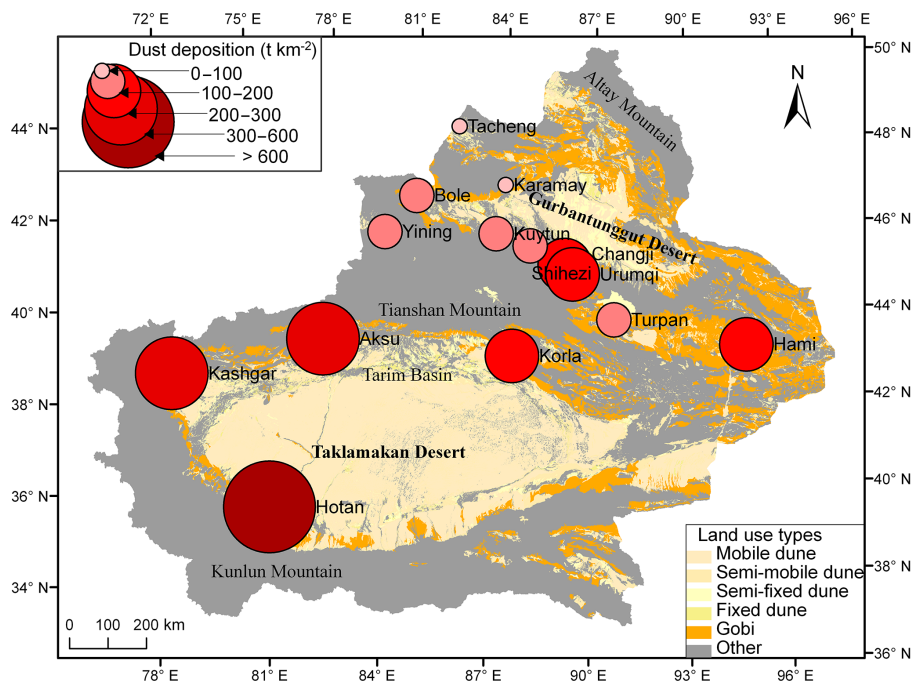 72° E 75° E 78° E 81° E 84° E 87° E 90° E 93° E 96° E
Dust deposition (t km-2)
0–100
100–200
200–300
300–600
> 600
N
50° N
48° N
46° N
44° N
42° N
40° N
38° N
36° N
44° N
42° N
40° N
38° N
36° N
34° N
Altay Mountain
Tacheng
Karamay
Bole
Gurbantunggut Desert
Yining
Kuytun
Changji
Shihezi
Urumqi
Tianshan Mountain
Turpan
Aksu
Korla
Hami
Kashgar
Tarim Basin
Taklamakan Desert
Hotan
Kunlun Mountain
Land use types
Mobile dune
Semi-mobile dune
Semi-fixed dune
Fixed dune
Gobi
Other
0 100 200 km
78° E 81° E 84° E 87° E 90° E 93° E 96° E